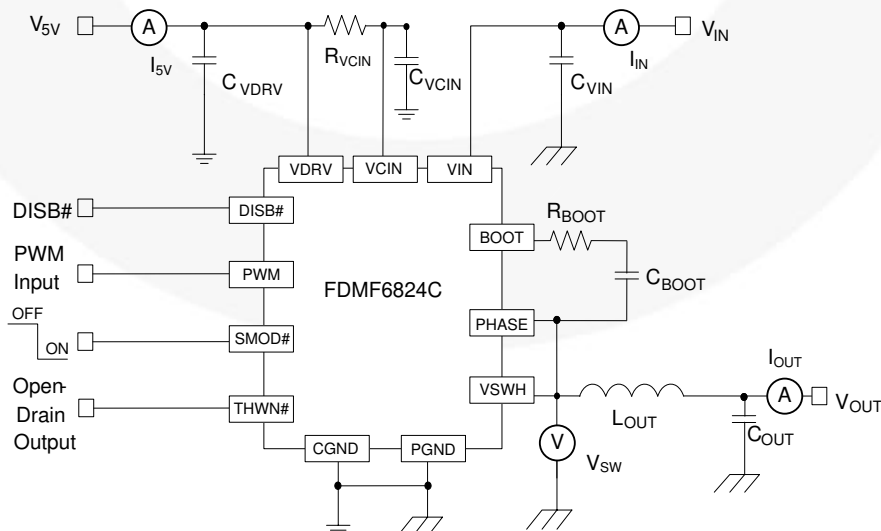 V5V
A
I5V
CVDRV
RVCIN
CVCIN
CVIN
A
IIN
VIN
VDRV
VCIN
VIN
DISB#
DISB#
PWM
Input
PWM
OFF
ON
SMOD#
Open-
Drain
Output
THWN#
FDMF6824C
BOOT
RBOOT
CBOOT
PHASE
VSWH
LOUT
IOUT
A
VOUT
COUT
V
VSW
CGND
PGND